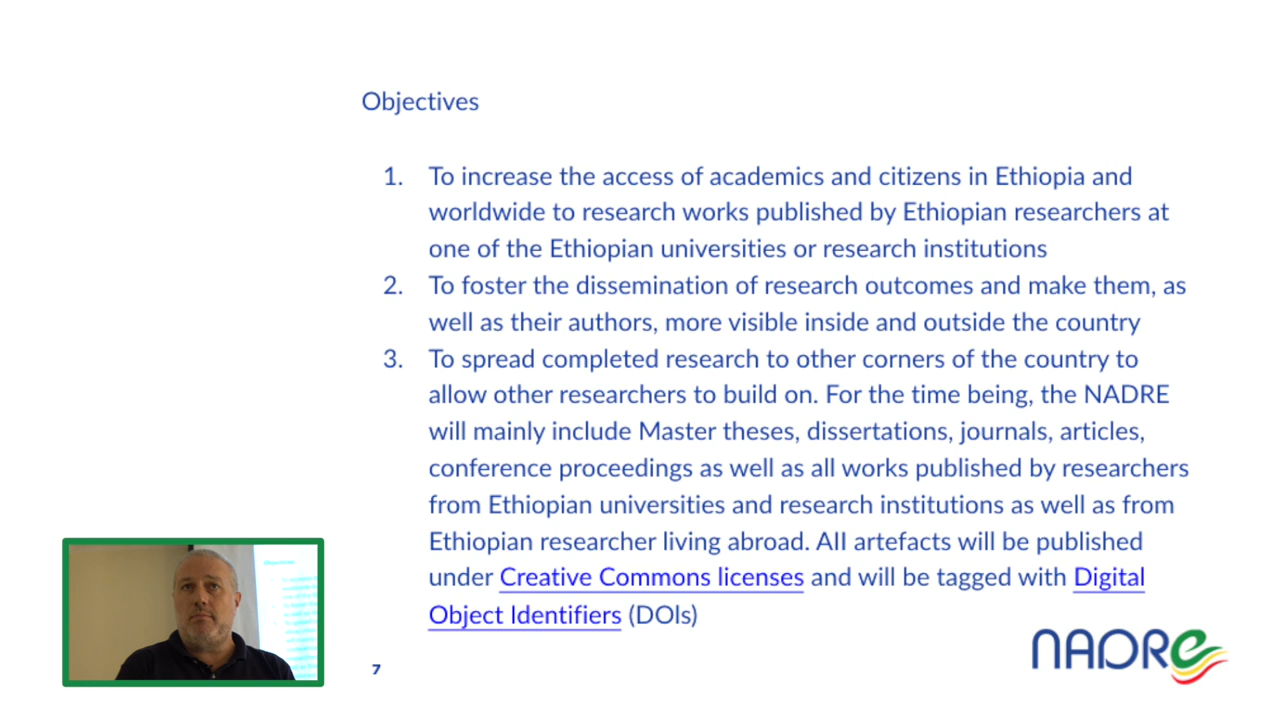 Objectives
1. To increase the access of academics and citizens in Ethiopia and
worldwide to research works published by Ethiopian researchers at
one of the Ethiopian universities or research institutions
2. To foster the dissemination of research outcomes and make them, as
well as their authors, more visible inside and outside the country
3. To spread completed research to other corners of the country to
allow other researchers to build on. For the time being, the NADRE
will mainly include Master theses, dissertations, journals, articles,
conference proceedings as well as all works published by researchers
from Ethiopian universities and research institutions as well as from
Ethiopian researcher living abroad. All artefacts will be published
under Creative Commons licenses and will be tagged with Digital
Object Identifiers (DOIs)
7
NADRe